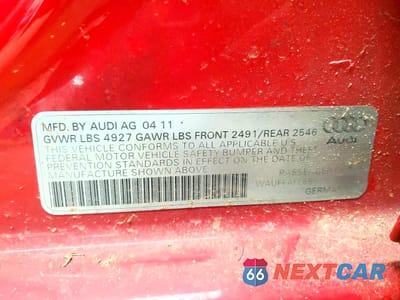 MFD. BY AUDI AG 04 11
GVWR LBS 4927 GAWR LBS FRONT 2491/REAR 2546
THIS VEHICLE CONFORMS TO ALL APPLICABLE U.S.
FEDERAL MOTOR VEHICLE SAFETY BUMPER AND THEFT
PREVENTION STANDARDS IN EFFECT ON THE DATE OF
MANUFACTURE SHOWN ABOVE
Audi
66 NEXTCAR